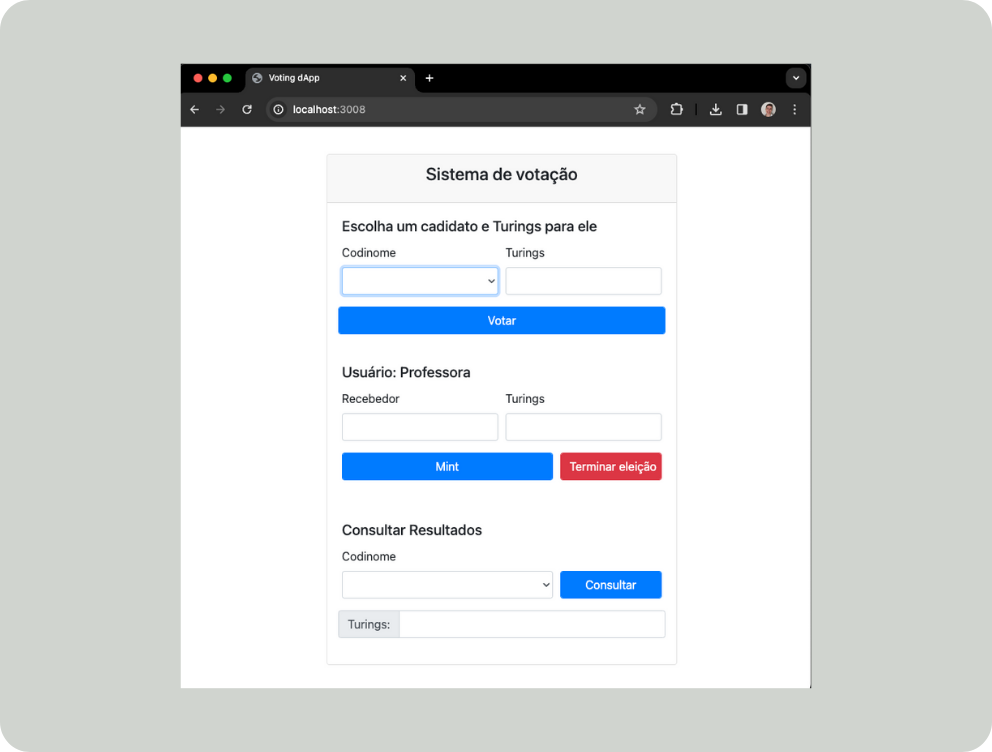 Voting dApp
localhost:3008
Sistema de votação
Escolha um cadidato e Turings para ele
Codinome Turings
Votar
Usuário: Professora
Recebedor Turings
Mint Terminar eleição
Consultar Resultados
Codinome
Consultar
Turings: